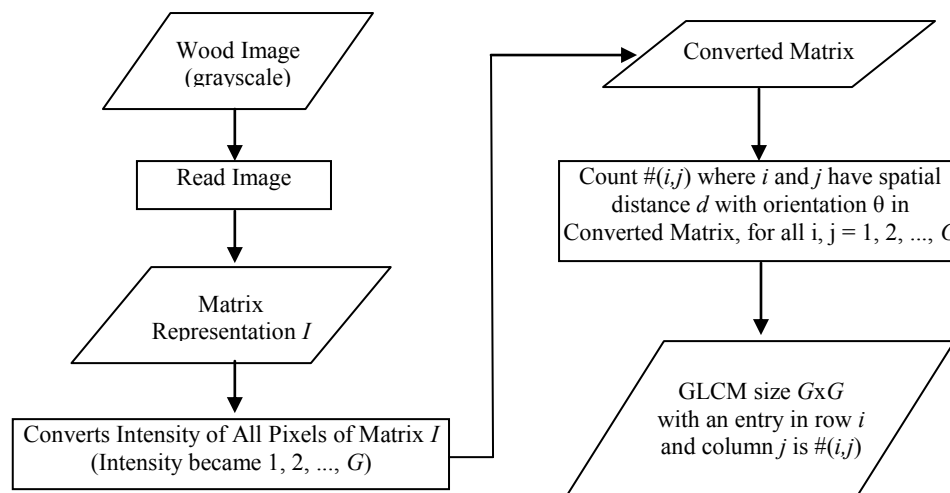 Wood Image
(grayscale)
Read Image
Matrix
Representation I
Converts Intensity of All Pixels of Matrix I
(Intensity became 1, 2, ..., G)
Converted Matrix
Count #(i,j) where i and j have spatial
distance d with orientation θ in
Converted Matrix, for all i, j = 1, 2, ..., G
GLCM size GxG
with an entry in row i
and column j is #(i,j)